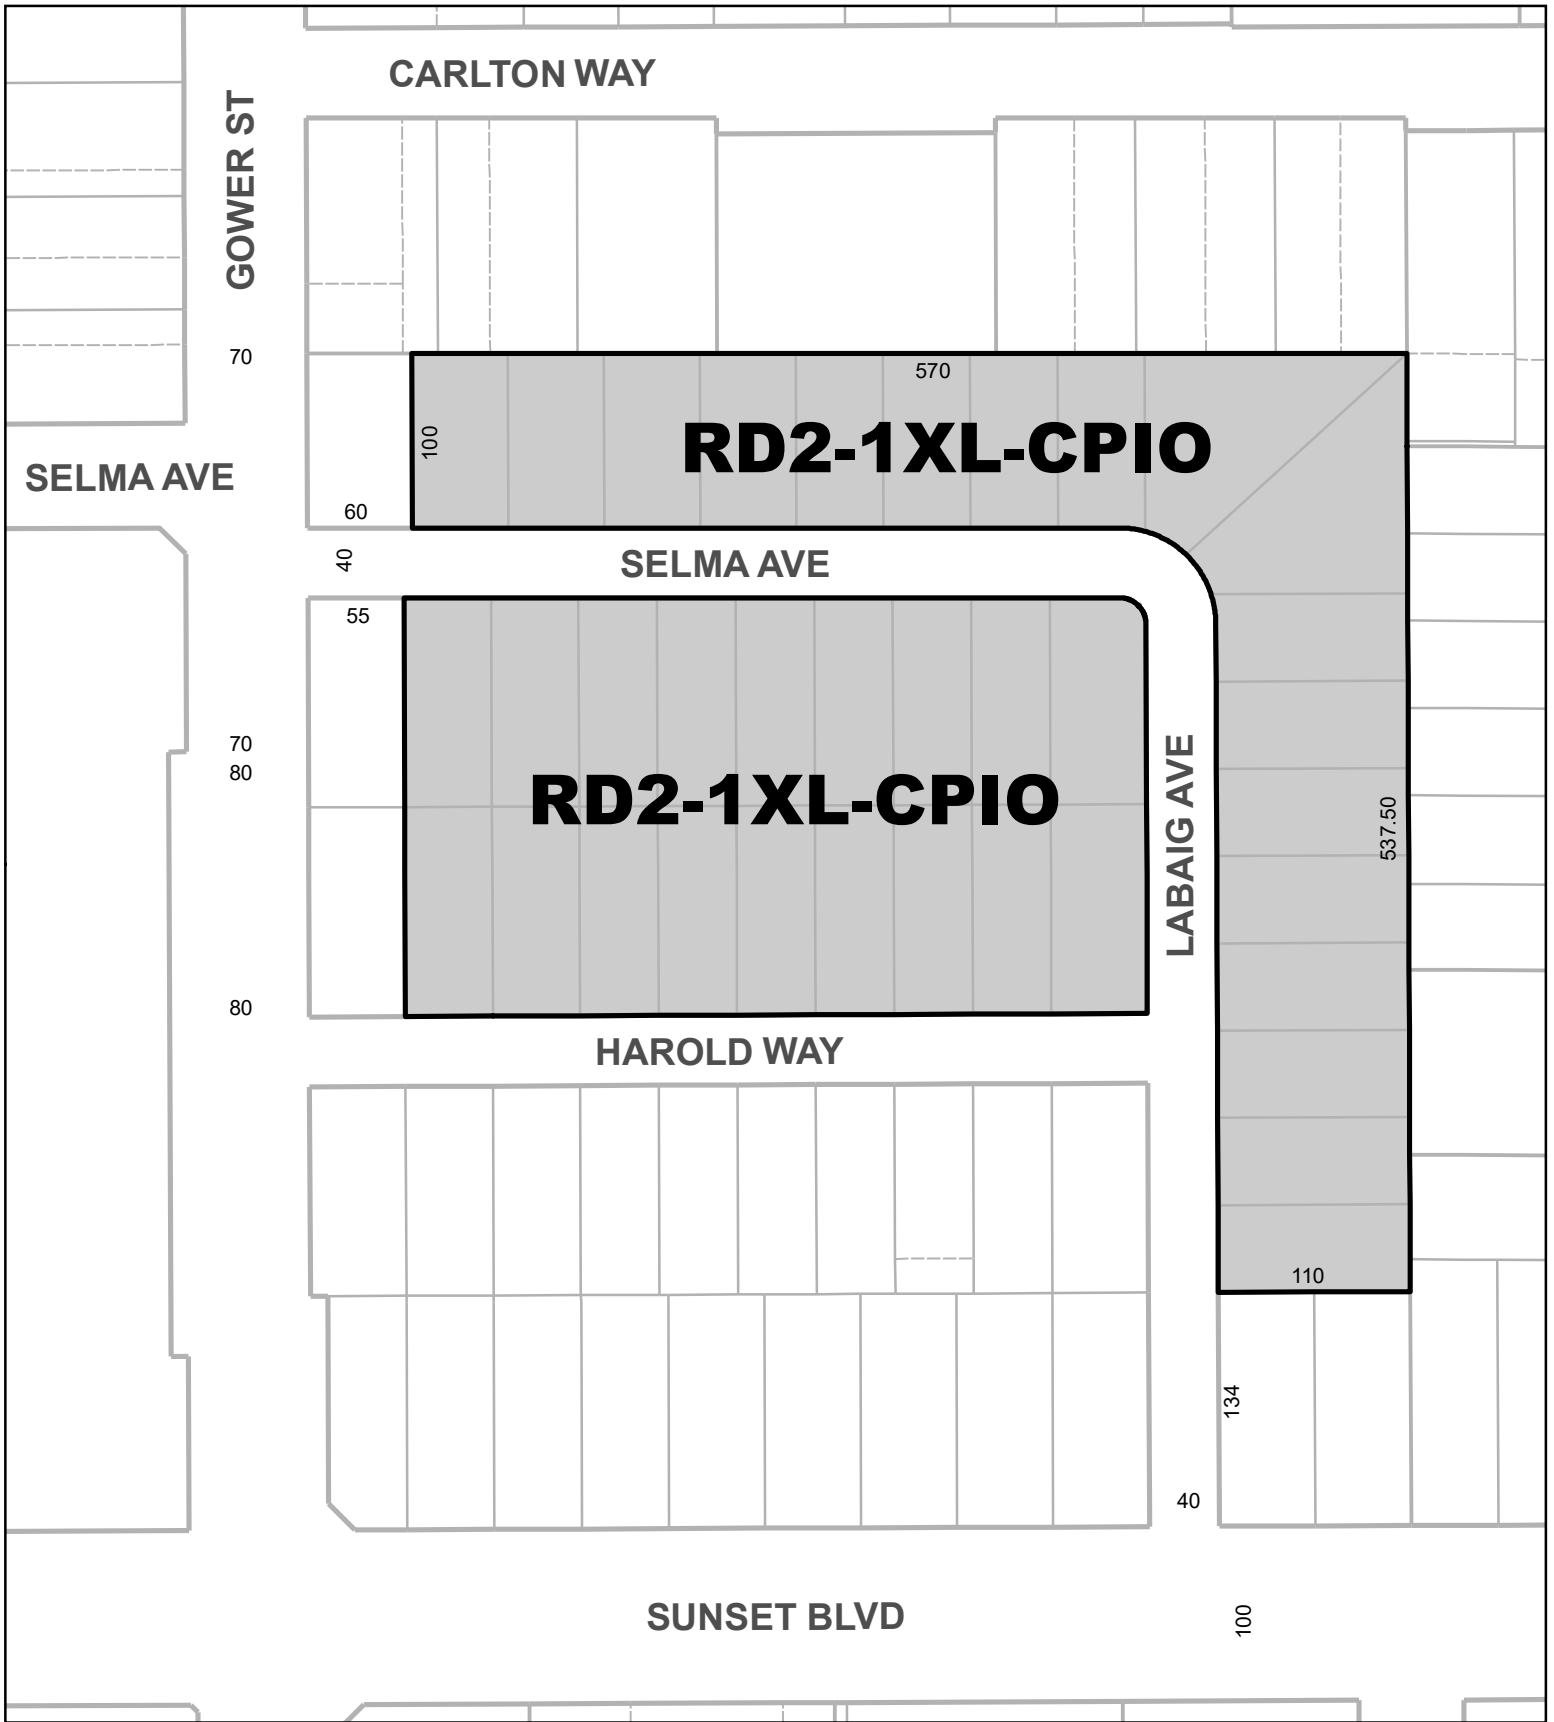 CARLTON WAY
GOWER ST
70
570
100
RD2-1XL-CPIO
SELMA AVE
60
40
SELMA AVE
55
70
80
RD2-1XL-CPIO
LABAIG AVE
537.50
80
HAROLD WAY
110
134
40
SUNSET BLVD
100